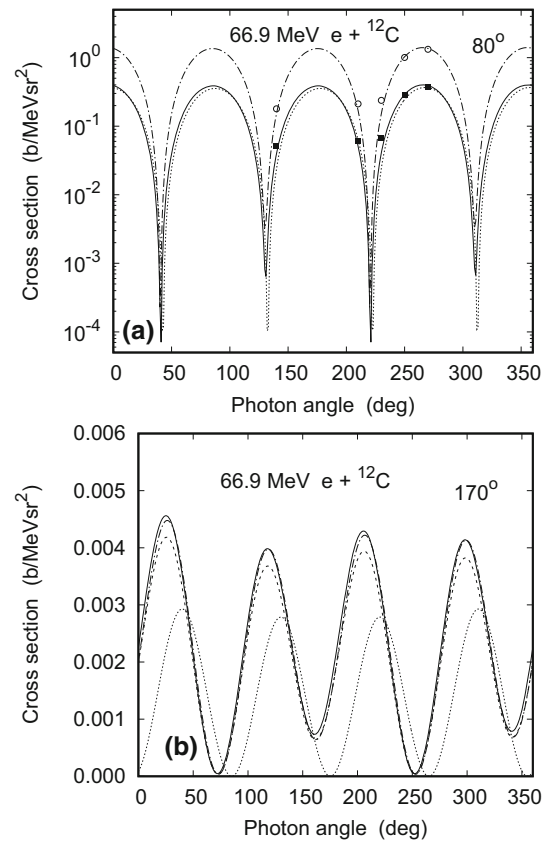 66.9 MeV e + ¹²C
80°
10⁰
10⁻¹
10⁻²
10⁻³
10⁻⁴
Cross section (b/MeVsr²)
(a)
0 50 100 150 200 250 300 350
Photon angle (deg)
0.006
0.005
0.004
0.003
0.002
0.001
0.000
66.9 MeV e + ¹²C
170°
Cross section (b/MeVsr²)
(b)
0 50 100 150 200 250 300 350
Photon angle (deg)